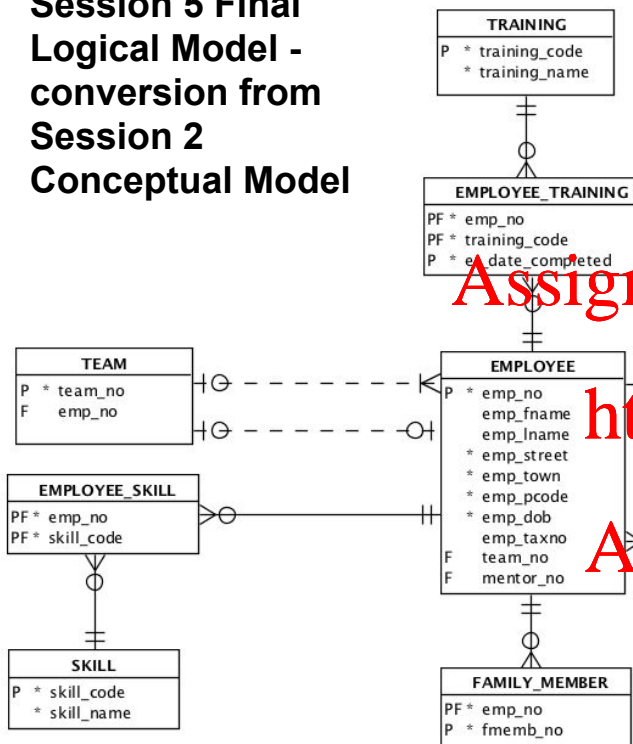 Session 5 Final
Logical Model -
conversion from
Session 2
Conceptual Model
TRAINING
P * training_code
* training_name
EMPLOYEE_TRAINING
PF * emp_no
PF * training_code
P * date_completed
Assig
TEAM
P * team_no
F emp_no
EMPLOYEE
P * emp_no
emp_fname
emp_lname
* emp_street
* emp_town
* emp_pcode
* emp_dob
emp_taxno
F team_no
F mentor_no
ht
A
EMPLOYEE_SKILL
PF * emp_no
PF * skill_code
SKILL
P * skill_code
* skill_name
FAMILY_MEMBER
PF * emp_no
P * fmemb_no